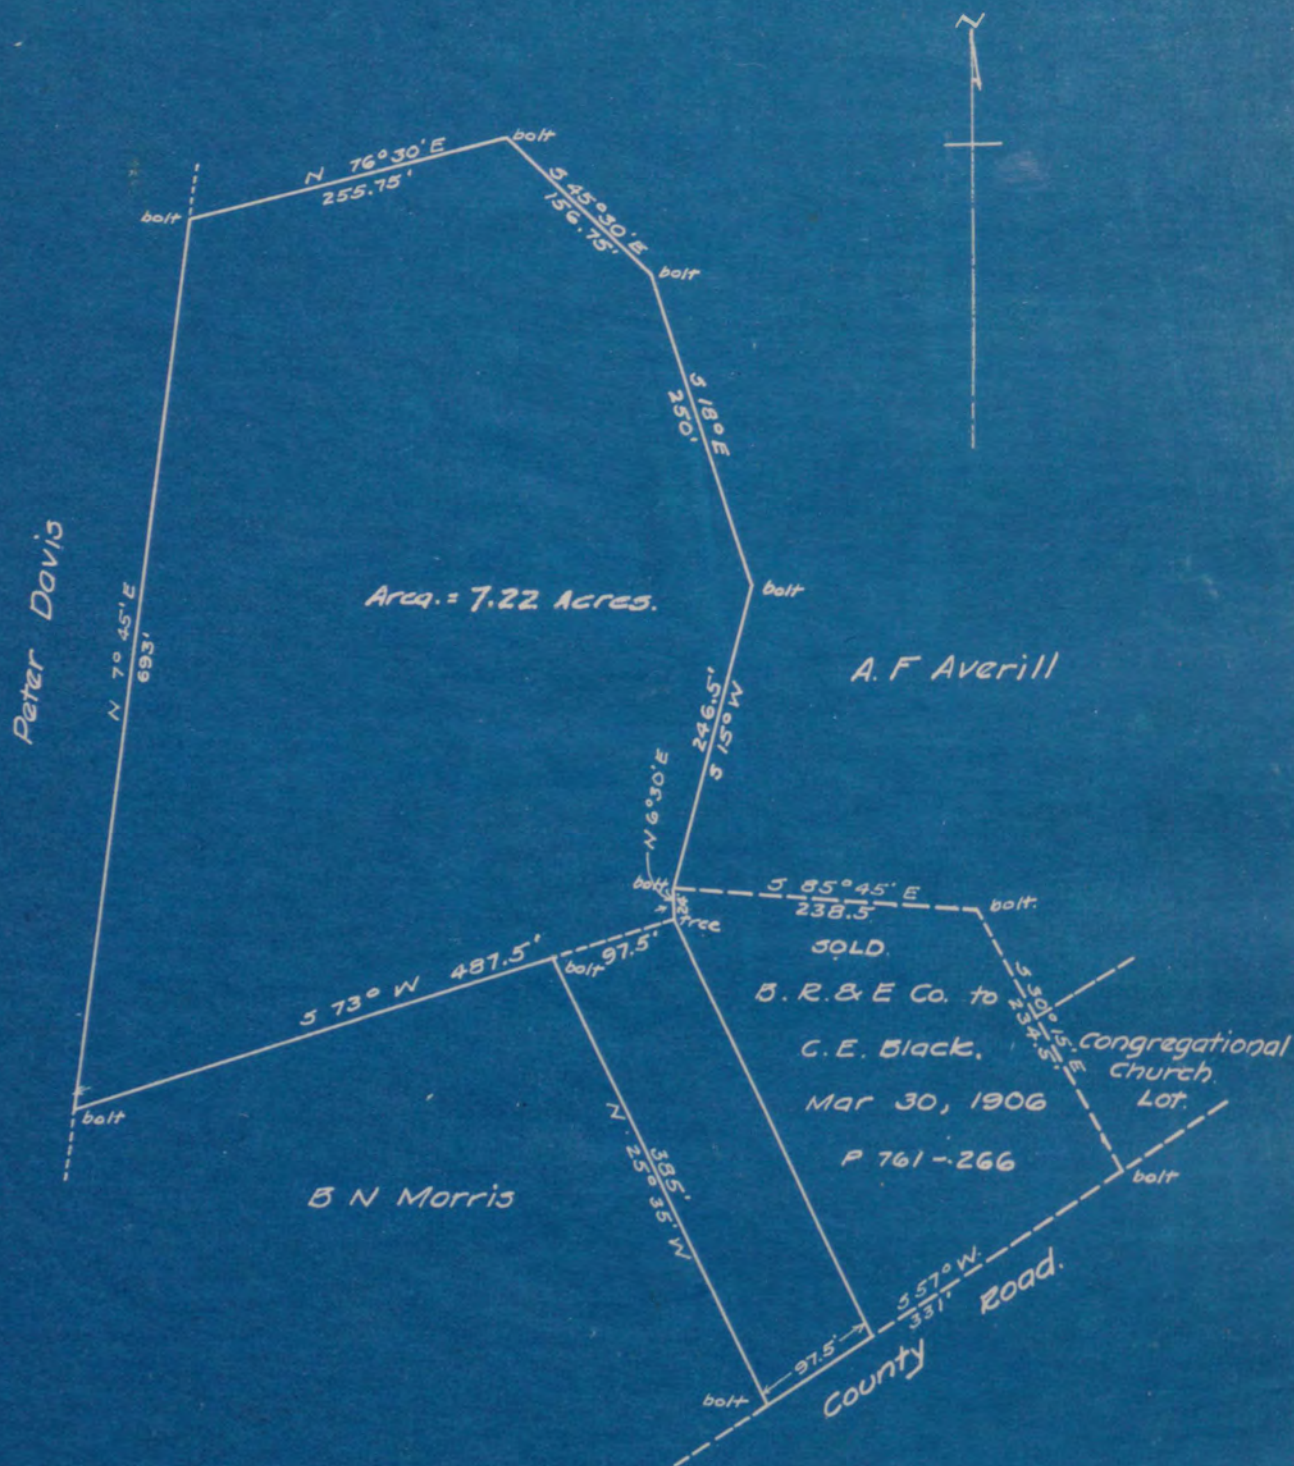 N
N 76°30' E
255.75'
bolt
bolt
S 45°30' E
156.75'
bolt
S 18° E
250'
bolt
Peter Davis
N 7° 45' E
693'
Area. = 7.22 Acres.
A. F Averill
246.5'
S 15° W
N 6°30' E
bolt
S 85°45' E
238.5
bolt.
tree
97.5'
bolt
S 73° W 487.5'
bolt
SOLD.
B. R. & E Co. to
C. E. Black.
Mar 30, 1906
P 761-266
S 30° 15' E
234.5'
Congregational
Church
Lot.
bolt
B N Morris
385'
N 25° 35' W
S 57° W.
331'
97.5'
bolt
County Road.